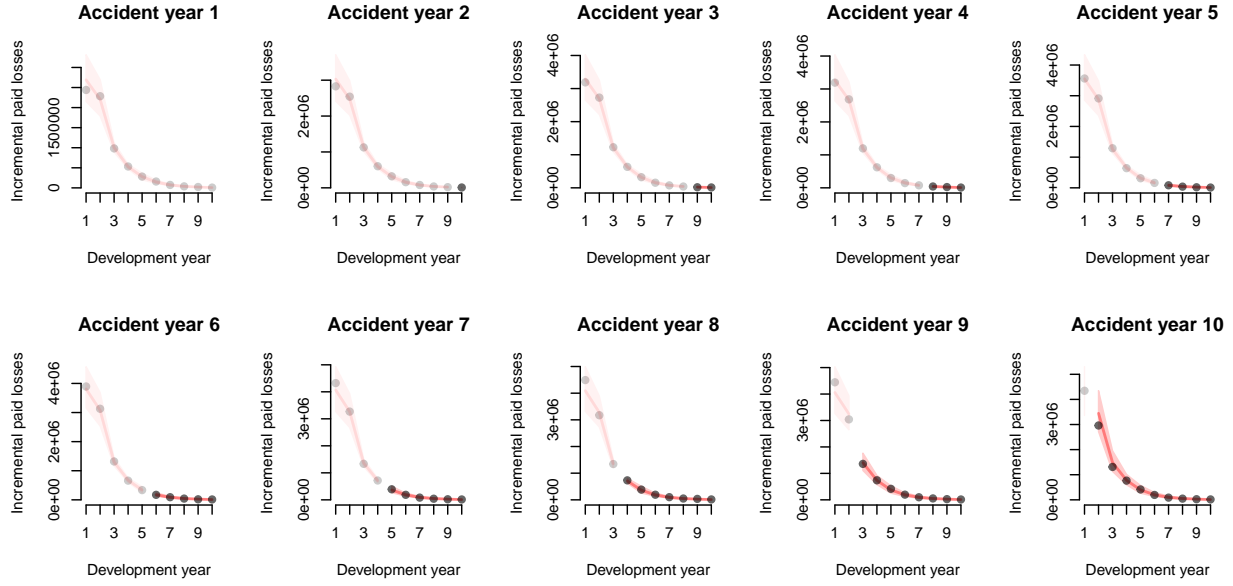 Accident year 1
Incremental paid losses
0 1500000
1 3 5 7 9
Development year
Accident year 2
Incremental paid losses
0e+00 2e+06
1 3 5 7 9
Development year
Accident year 3
Incremental paid losses
0e+00 2e+06 4e+06
1 3 5 7 9
Development year
Accident year 4
Incremental paid losses
0e+00 2e+06 4e+06
1 3 5 7 9
Development year
Accident year 5
Incremental paid losses
0e+00 2e+06 4e+06
1 3 5 7 9
Development year
Accident year 6
Incremental paid losses
0e+00 2e+06 4e+06
1 3 5 7 9
Development year
Accident year 7
Incremental paid losses
0e+00 3e+06
1 3 5 7 9
Development year
Accident year 8
Incremental paid losses
0e+00 3e+06
1 3 5 7 9
Development year
Accident year 9
Incremental paid losses
0e+00 3e+06
1 3 5 7 9
Development year
Accident year 10
Incremental paid losses
0e+00 3e+06
1 3 5 7 9
Development year